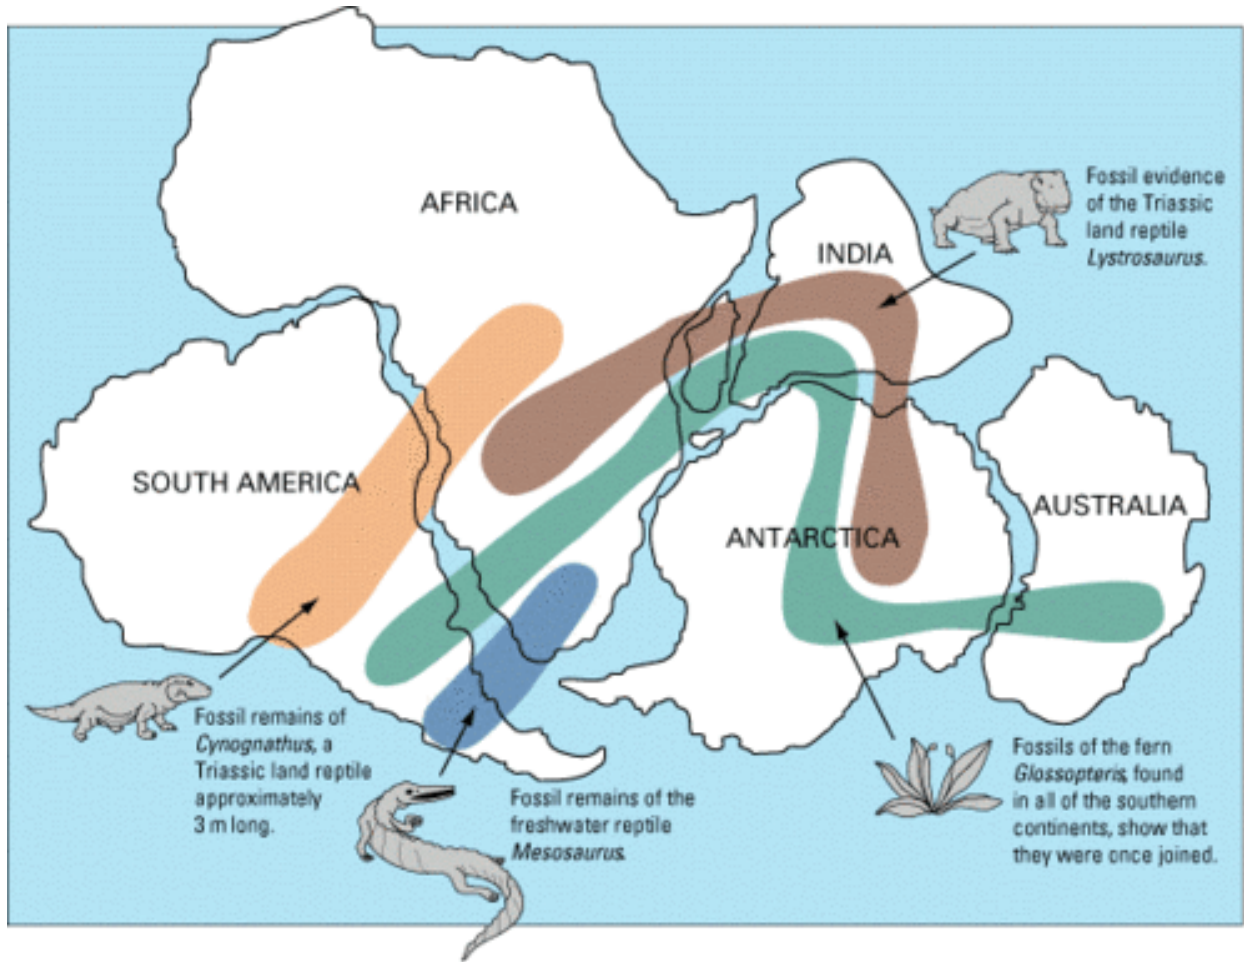 AFRICA
INDIA
Fossil evidence
of the Triassic
land reptile
Lystrosaurus.
SOUTH AMERICA
ANTARCTICA
AUSTRALIA
Fossil remains of
Cynognathus, a
Triassic land reptile
approximately
3 m long.
Fossil remains of the
freshwater reptile
Mesosaurus.
Fossils of the fern
Glossopteris, found
in all of the southern
continents, show that
they were once joined.